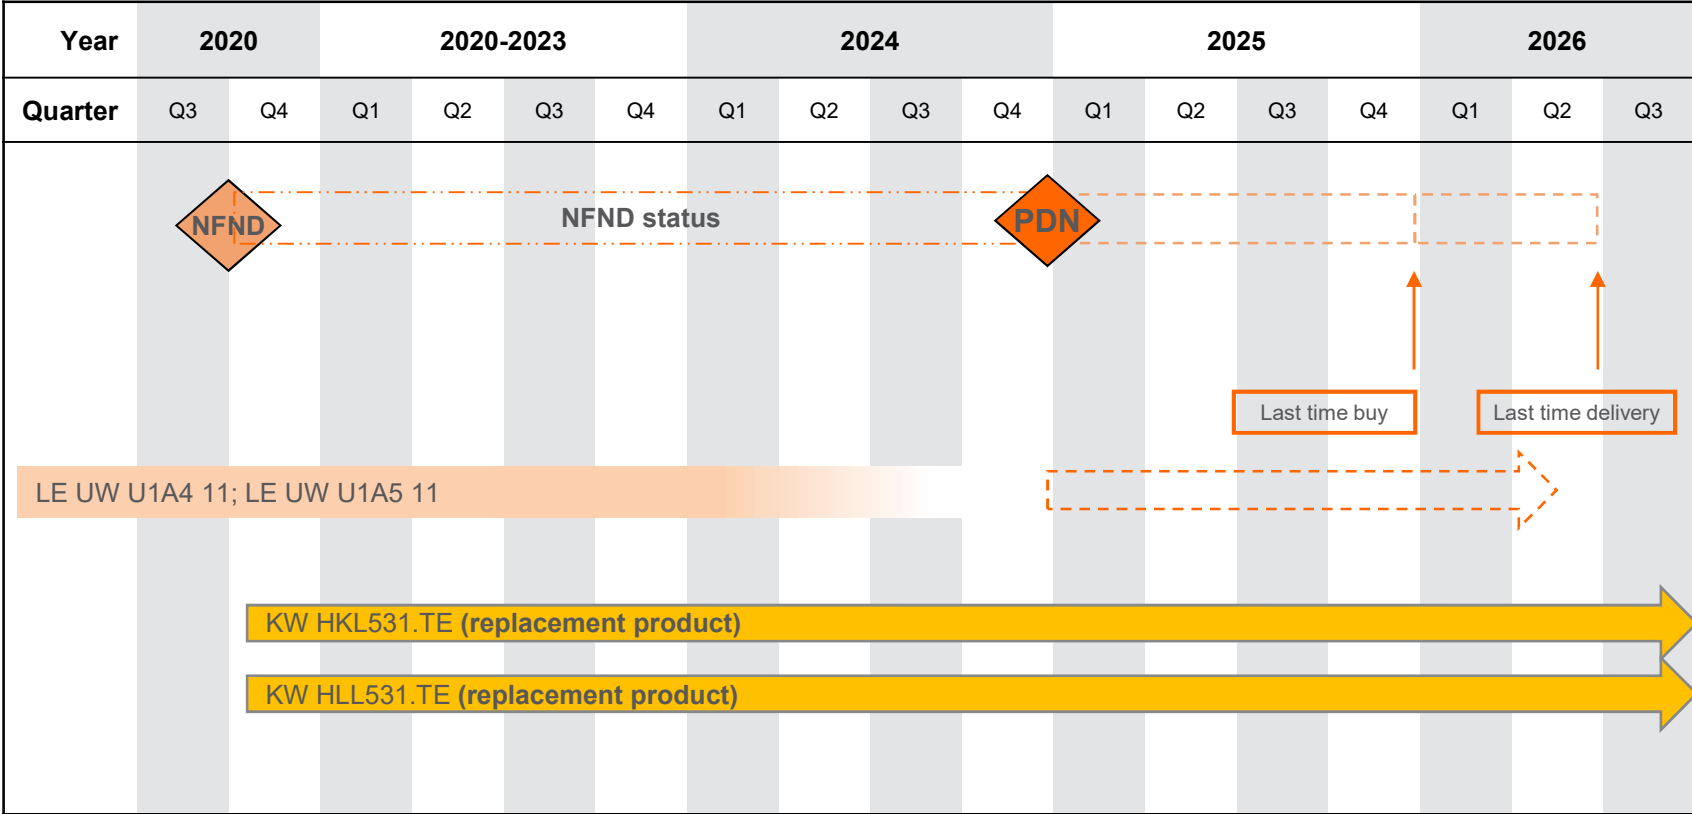 Year 2020 2020-2023 2024 2025 2026
Quarter Q3 Q4 Q1 Q2 Q3 Q4 Q1 Q2 Q3 Q4 Q1 Q2 Q3 Q4 Q1 Q2 Q3
NFND NFND status PDN
Last time buy Last time delivery
LE UW U1A4 11; LE UW U1A5 11
KW HKL531.TE (replacement product)
KW HLL531.TE (replacement product)